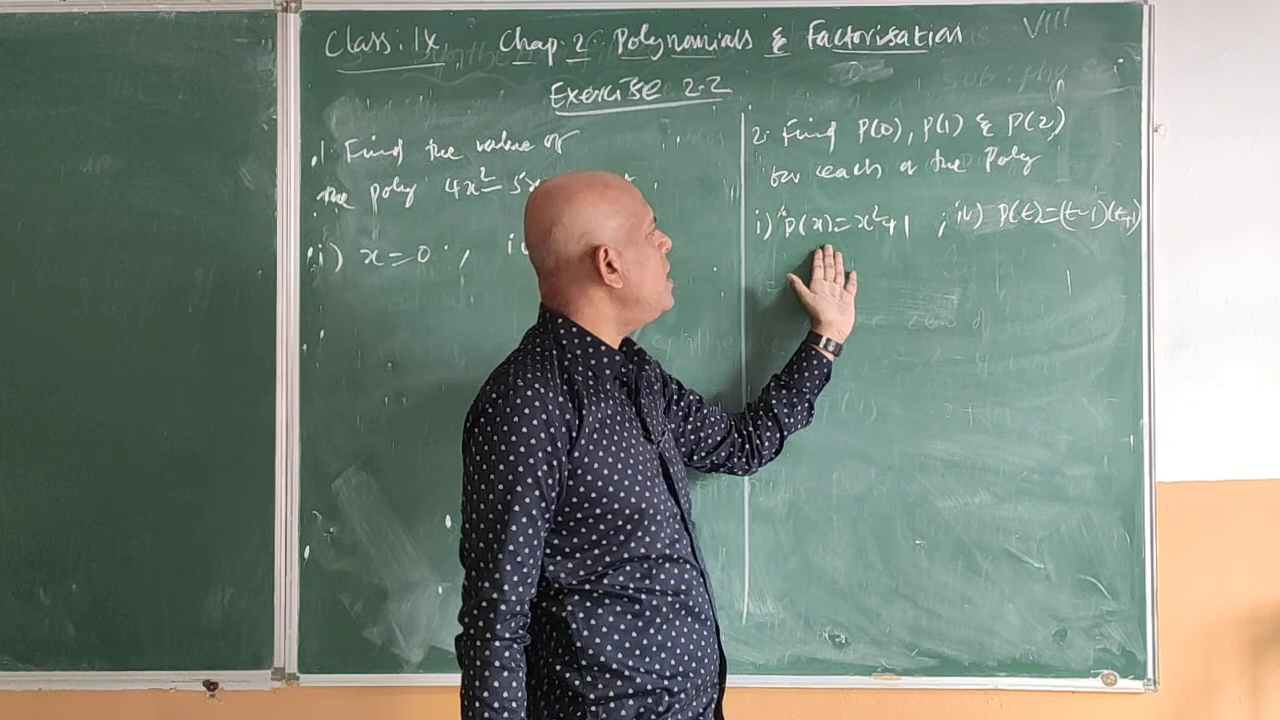 Class: IX Chap. 2: Polynomials & Factorisation VIII
Exercise 2.2
1. Find the value of
the poly 4x² – 5x
i) x = 0 ,
2. Find P(0), P(1) & P(2)
for each of the Poly
i) P(x) = x² + 1 ; iv) P(t) = (t–1)(t+1)